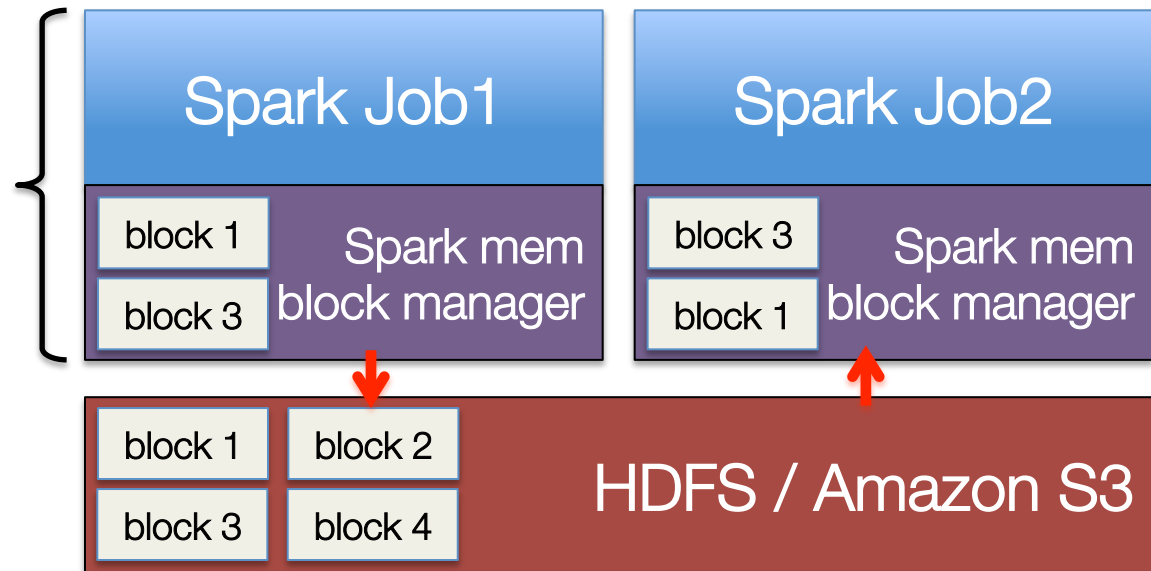 Spark Job1
block 1
block 3
Spark mem
block manager
Spark Job2
block 3
block 1
Spark mem
block manager
block 1
block 2
block 3
block 4
HDFS / Amazon S3